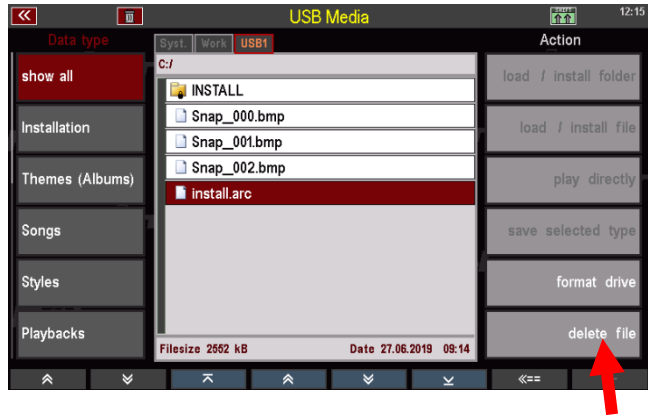 USB Media
SHIFT
12:15
Data type
Syst. Work USB1
Action
C:/
show all
INSTALL
load / install folder
Snap_000.bmp
Installation
Snap_001.bmp
load / install file
Snap_002.bmp
Themes (Albums)
install.arc
play directly
Songs
save selected type
Styles
format drive
Playbacks
delete file
Filesize 2552 kB
Date 27.06.2019 09:14
«==